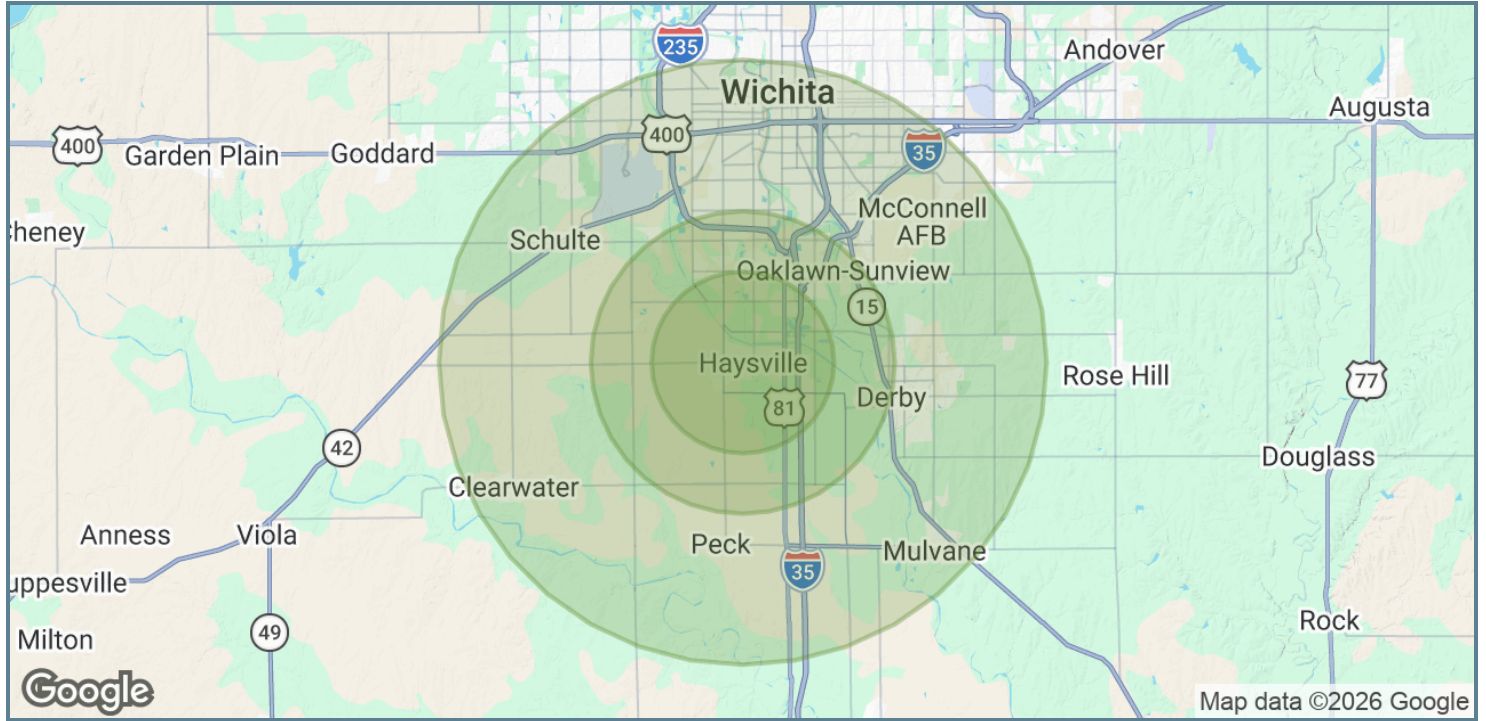 235
Andover
Wichita
Augusta
400
400
Garden Plain
Goddard
35
McConnell
AFB
Cheney
Schulte
Oaklawn-Sunview
15
Haysville
Rose Hill
77
81
Derby
42
Douglass
Clearwater
Anness
Viola
Peck
Mulvane
35
uppesville
Rock
49
Milton
Google
Map data ©2026 Google